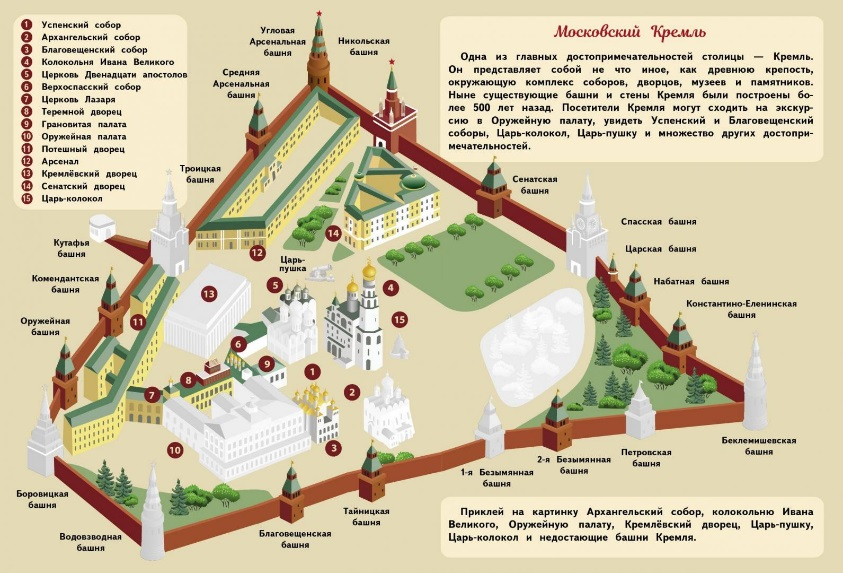 1 Успенский собор
2 Архангельский собор
3 Благовещенский собор
4 Колокольня Ивана Великого
5 Церковь Двенадцати апостолов
6 Верхоспасский собор
7 Церковь Лазаря
8 Теремной дворец
9 Грановитая палата
10 Оружейная палата
11 Потешный дворец
12 Арсенал
13 Кремлёвский дворец
14 Сенатский дворец
15 Царь-колокол
Угловая
Арсенальная
башня
Никольская
башня
Средняя
Арсенальная
башня
Московский Кремль
Одна из главных достопримечательностей столицы — Кремль.
Он представляет собой не что иное, как древнюю крепость,
окружающую комплекс соборов, дворцов, музеев и памятников.
Ныне существующие башни и стены Кремля были построены бо-
лее 500 лет назад. Посетители Кремля могут сходить на экскур-
сию в Оружейную палату, увидеть Успенский и Благовещенский
соборы, Царь-колокол, Царь-пушку и множество других достопри-
мечательностей.
Троицкая
башня
Сенатская
башня
Спасская башня
Царская башня
Набатная башня
Константино-Еленинская
башня
Кутафья
башня
Комендантская
башня
Оружейная
башня
12
14
Царь-
пушка
13
5
4
11
15
6
9
8
1
7
2
10
3
Боровицкая
башня
Водовзводная
башня
Благовещенская
башня
Тайницкая
башня
1-я Безымянная
башня
2-я Безымянная
башня
Петровская
башня
Беклемишевская
башня
Приклей на картинку Архангельский собор, колокольню Ивана
Великого, Оружейную палату, Кремлёвский дворец, Царь-пушку,
Царь-колокол и недостающие башни Кремля.